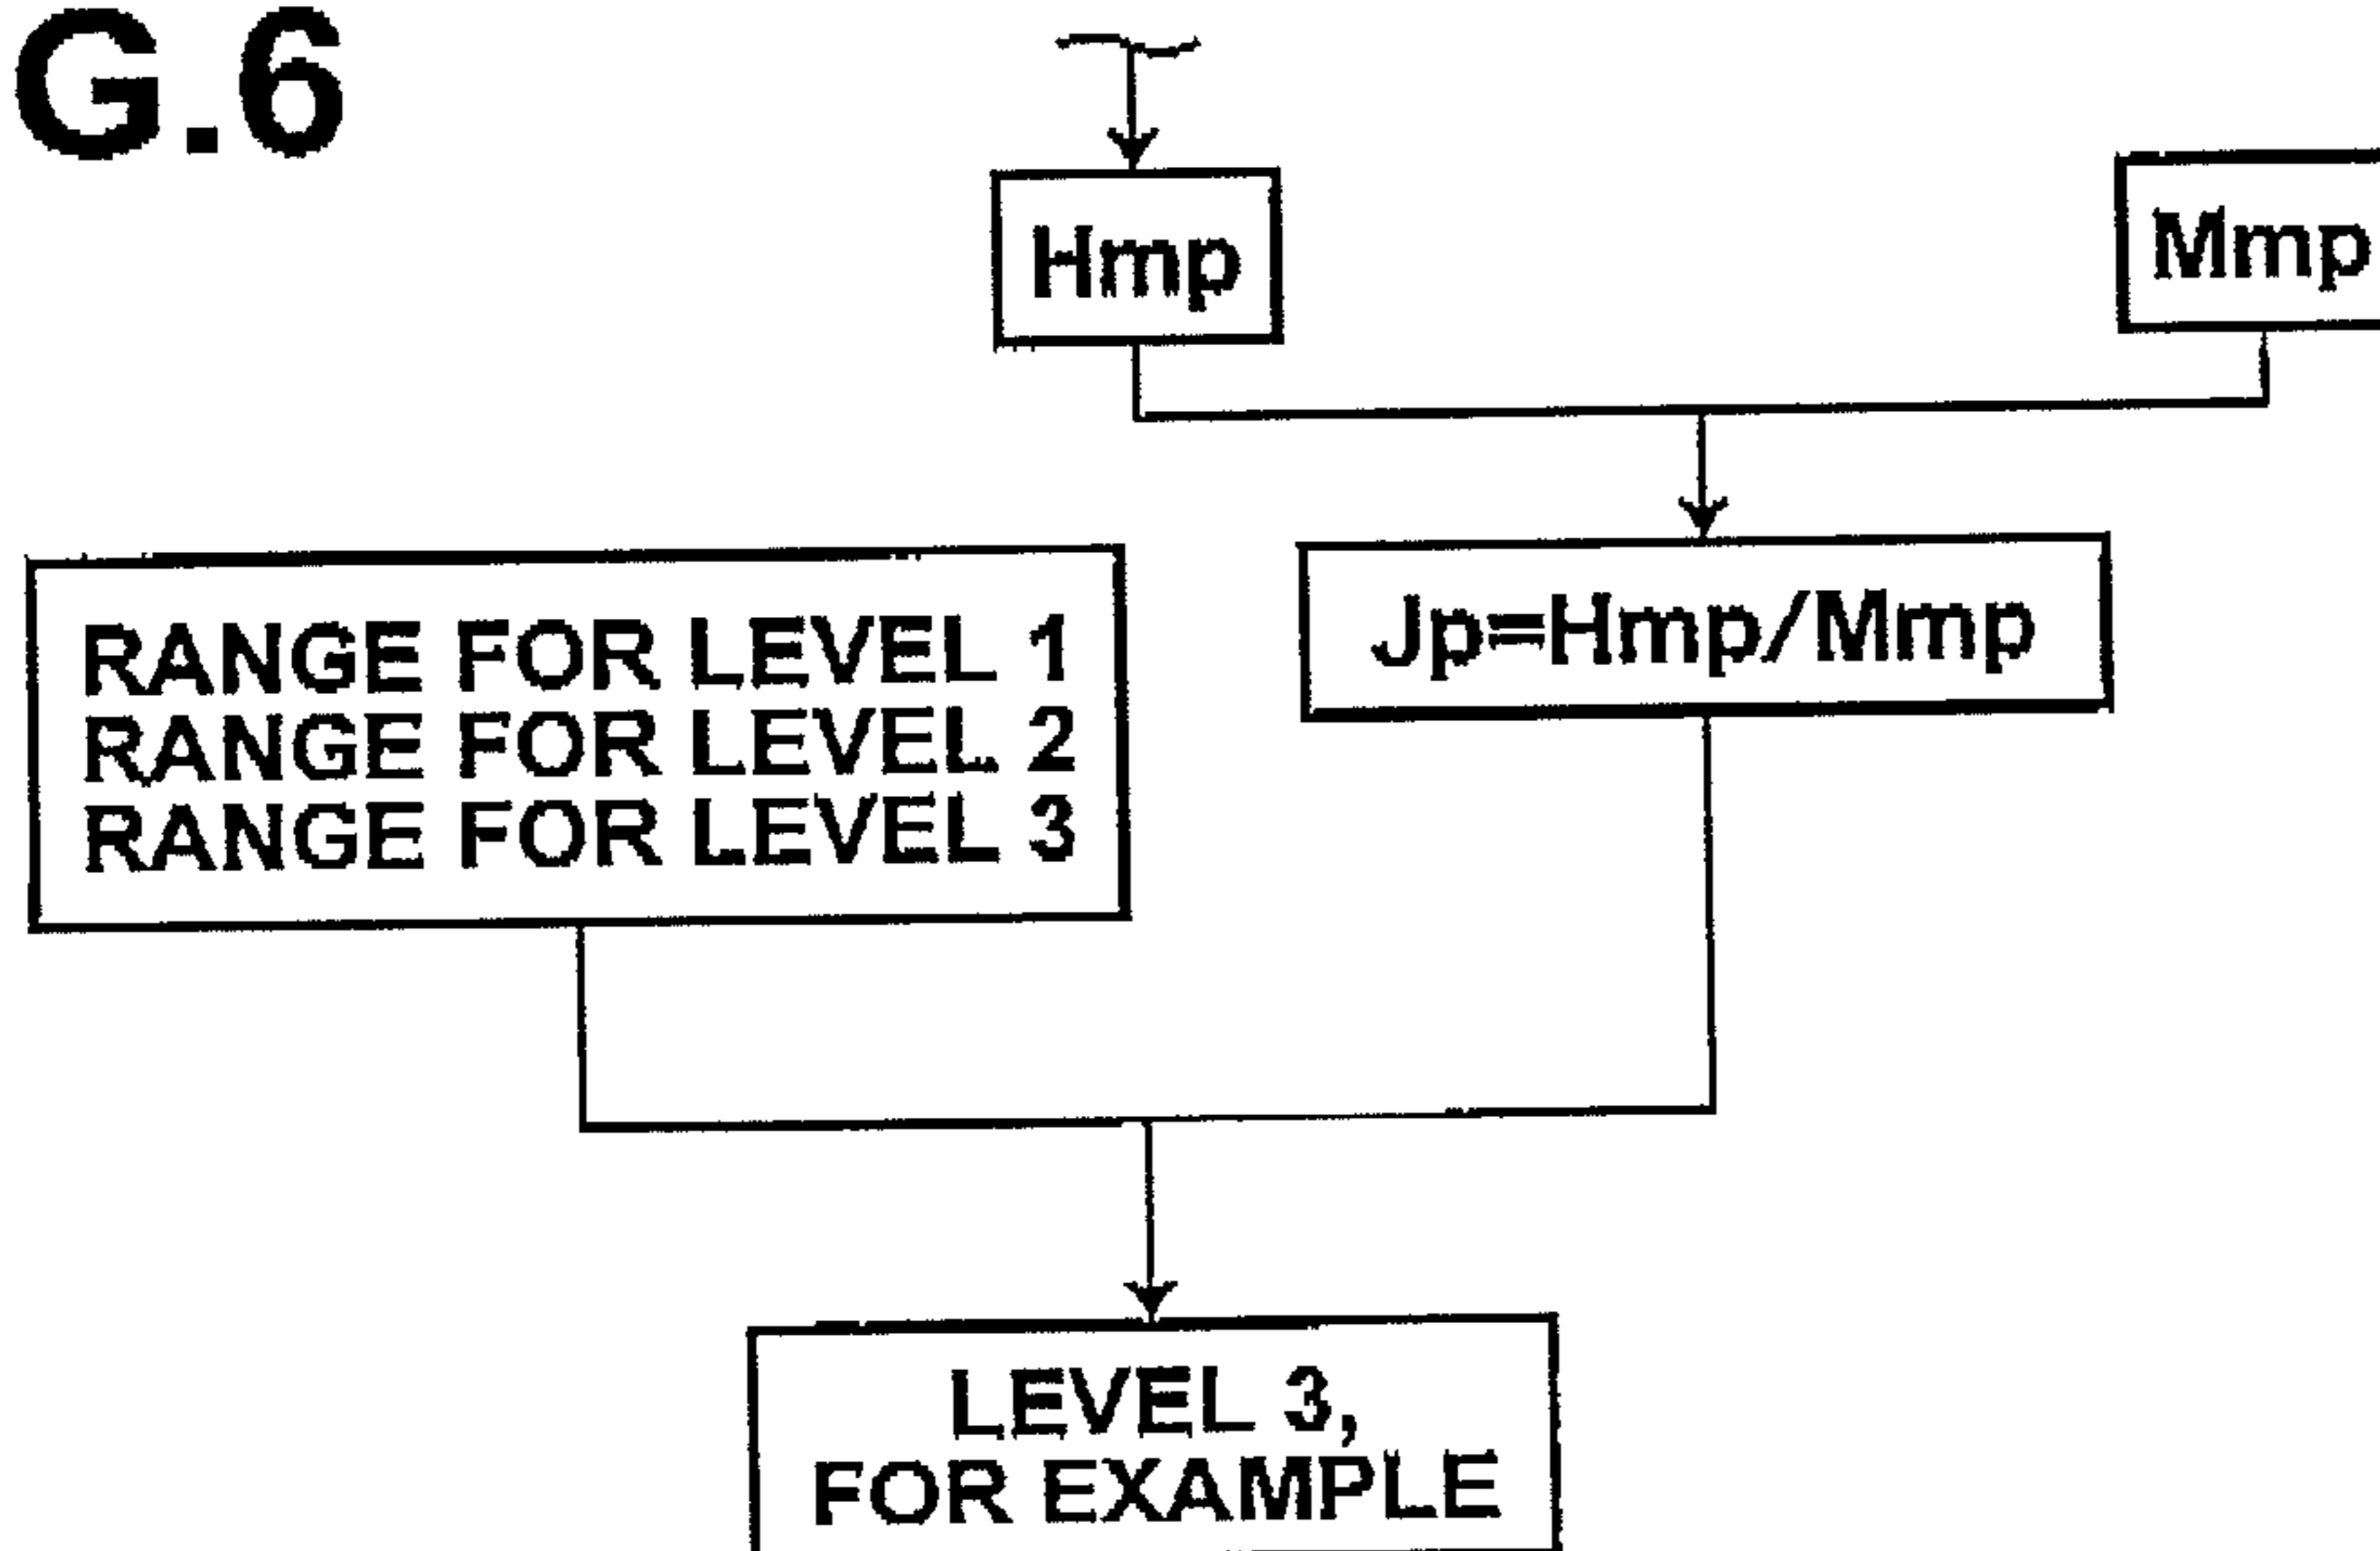 G.6
Hmp
Mmp
RANGE FOR LEVEL 1
RANGE FOR LEVEL 2
RANGE FOR LEVEL 3
Jp=Hmp/Mmp
LEVEL 3,
FOR EXAMPLE